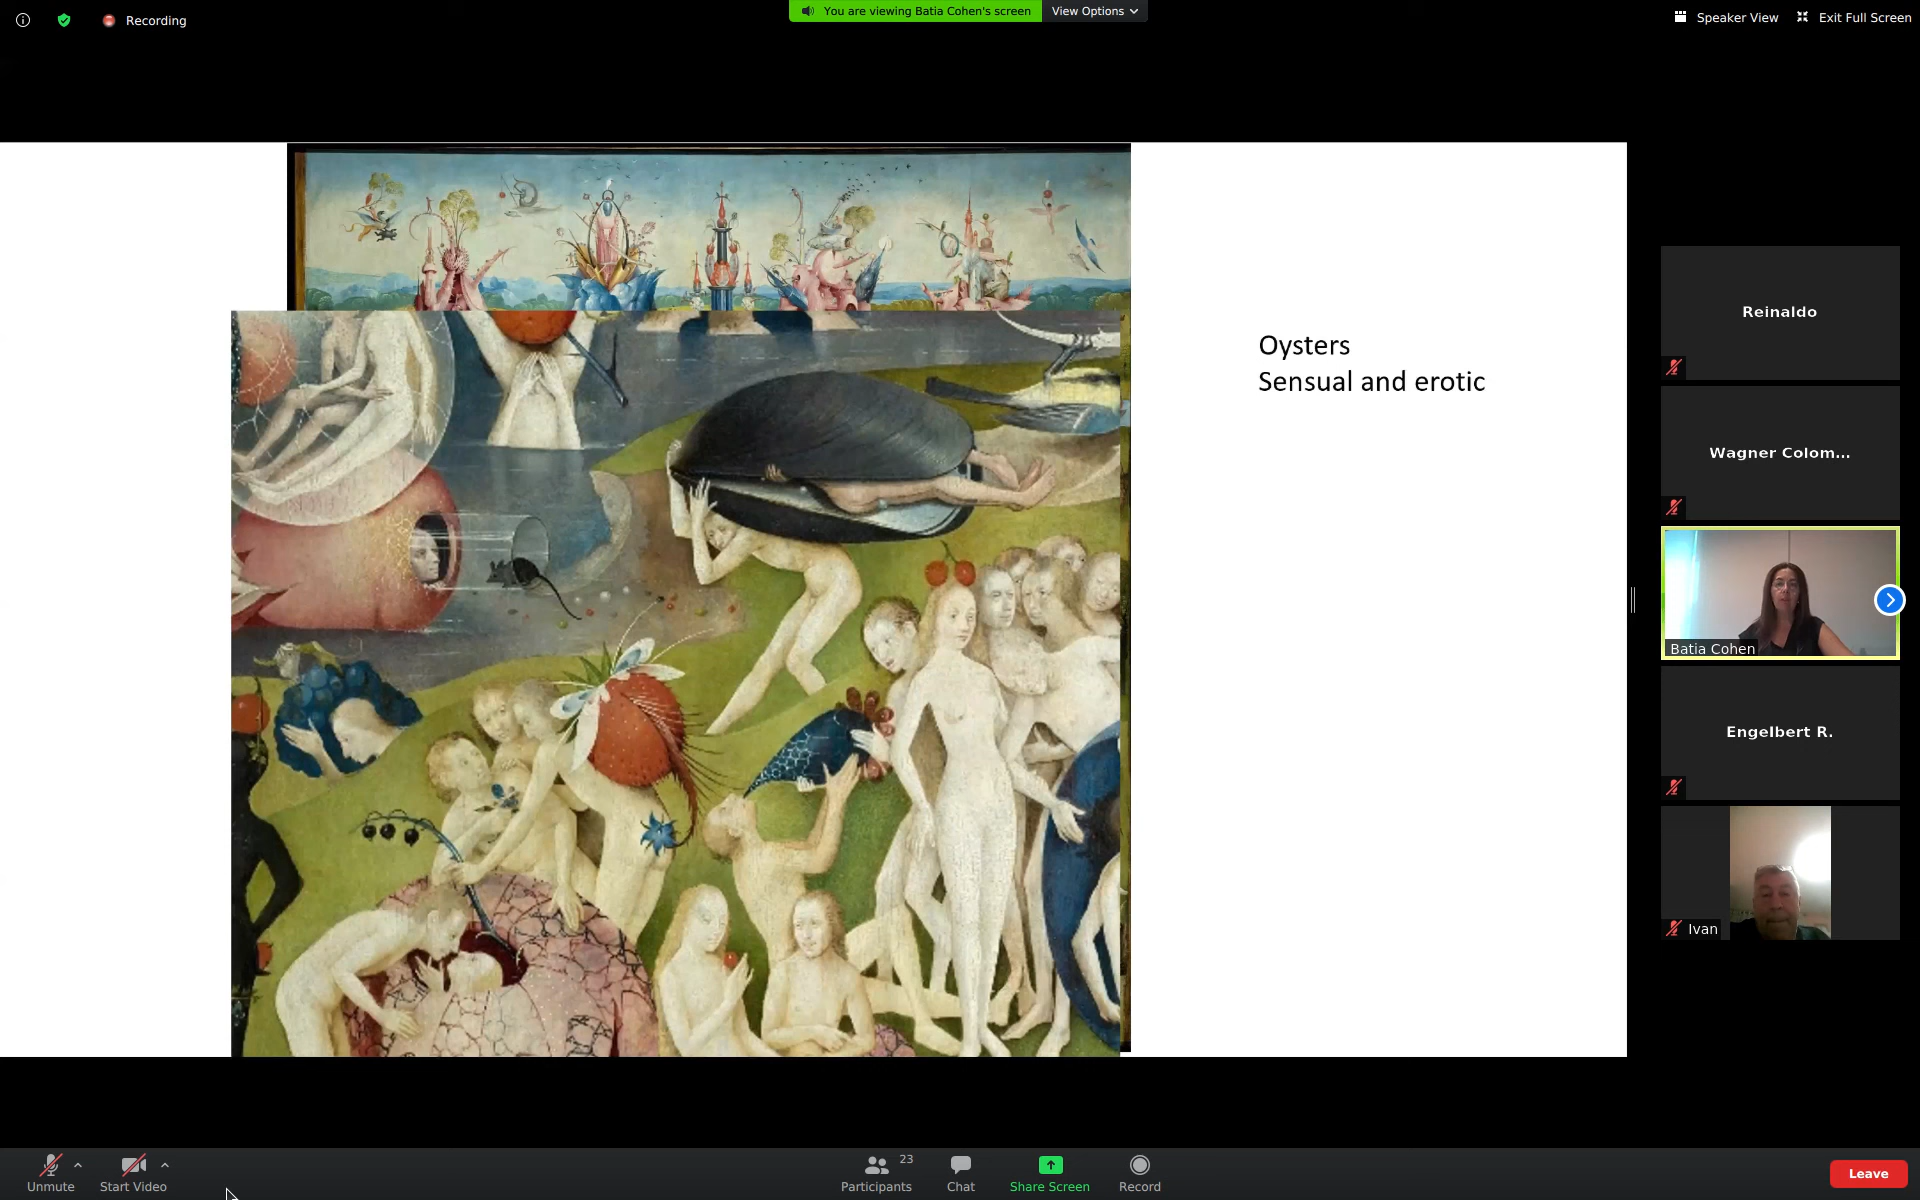 Recording
You are viewing Batia Cohen's screen
View Options
Speaker View
Exit Full Screen
Oysters
Sensual and erotic
Reinaldo
Wagner Colom...
Batia Cohen
Engelbert R.
Ivan
Unmute
Start Video
Participants
23
Chat
Share Screen
Record
Leave